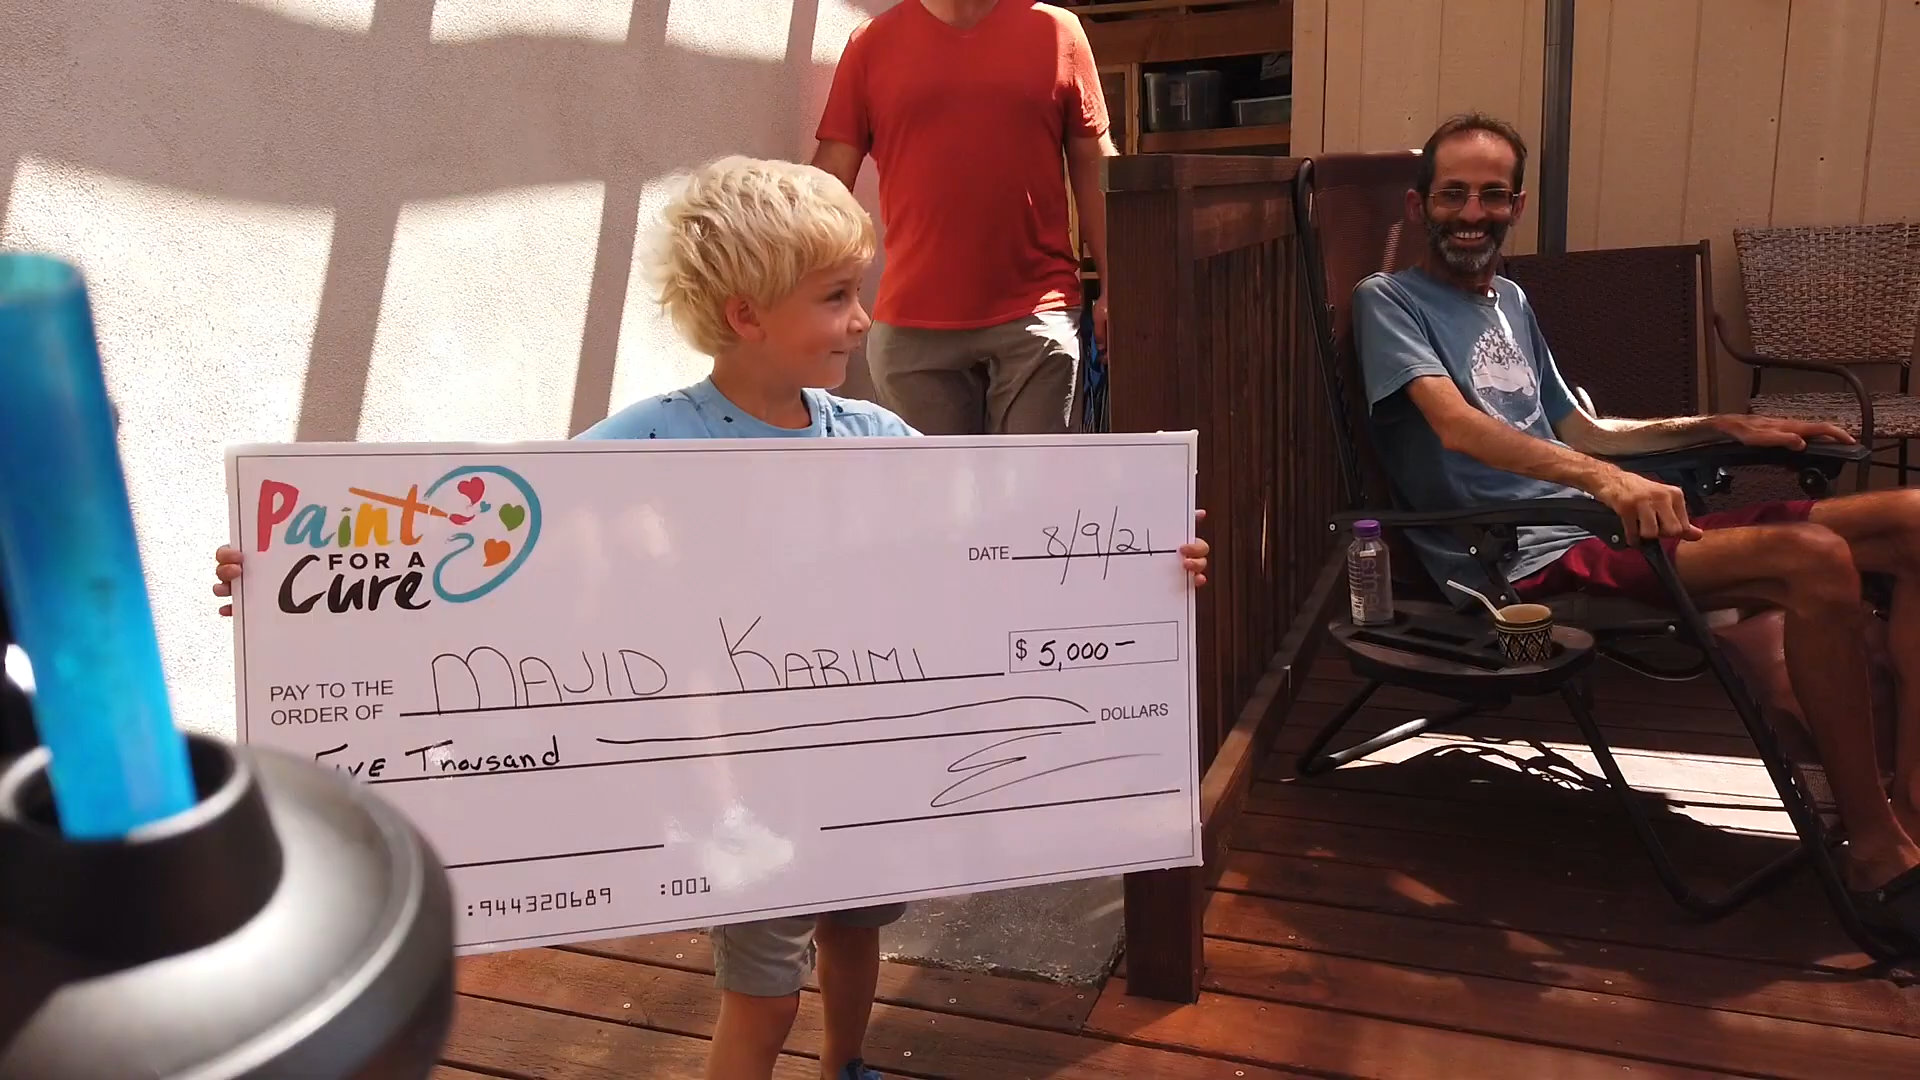 Paint
FOR A
Cure
DATE 8/9/21
PAY TO THE
ORDER OF MAJID KARIMI $ 5,000—
Five Thousand DOLLARS
:944320689 :001